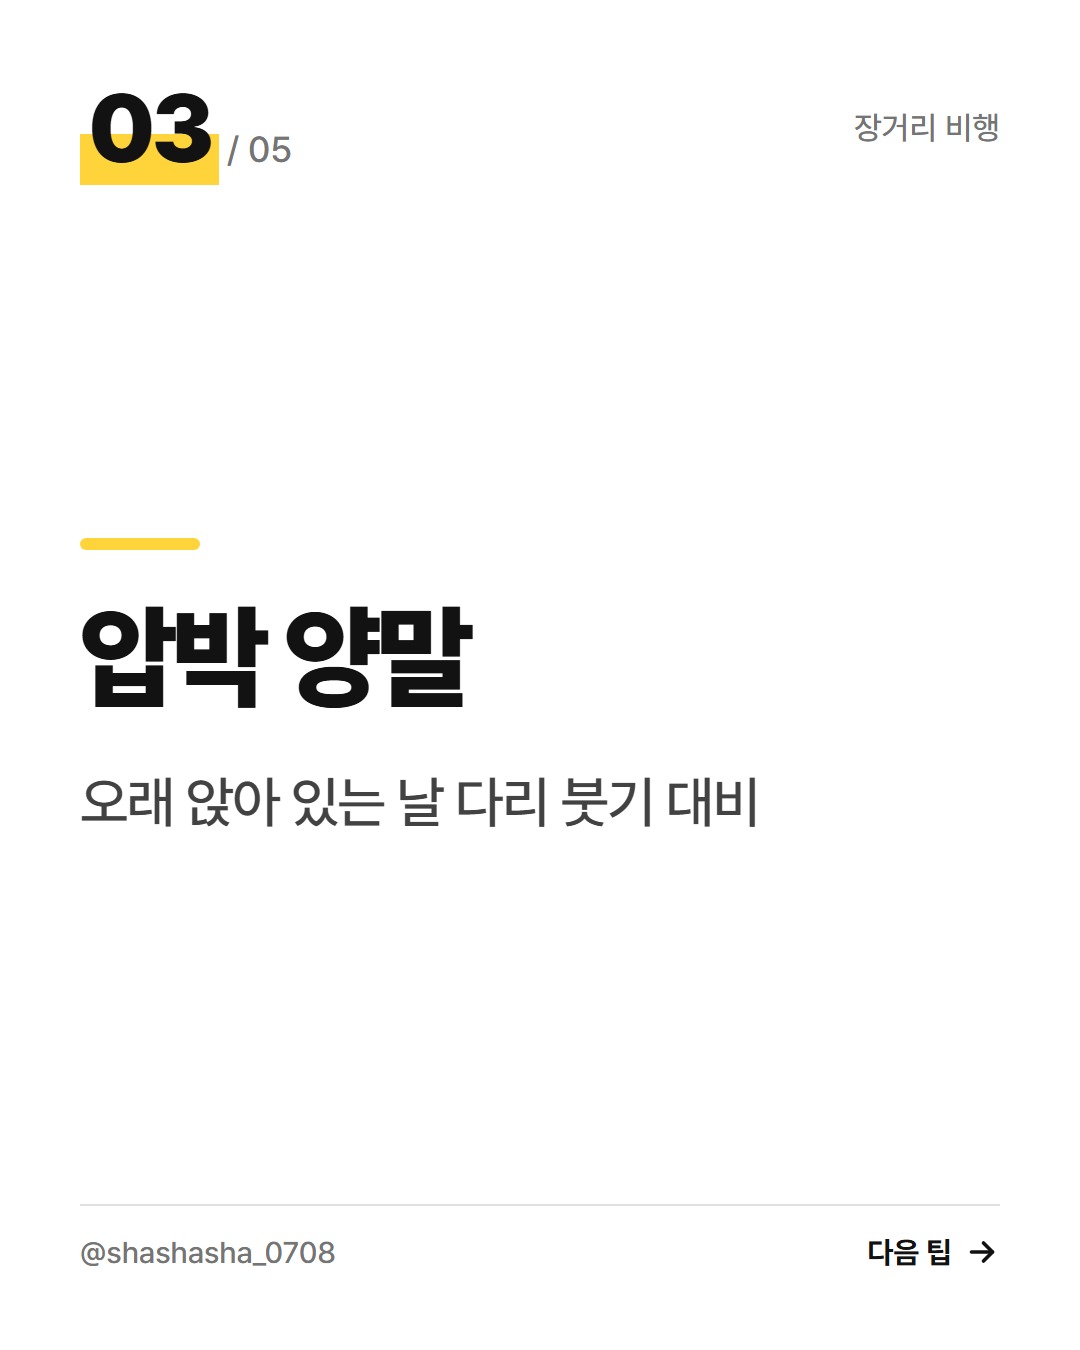 03 / 05
장거리 비행
압박 양말
오래 앉아 있는 날 다리 붓기 대비
@shashasha_0708
다음 팁 →